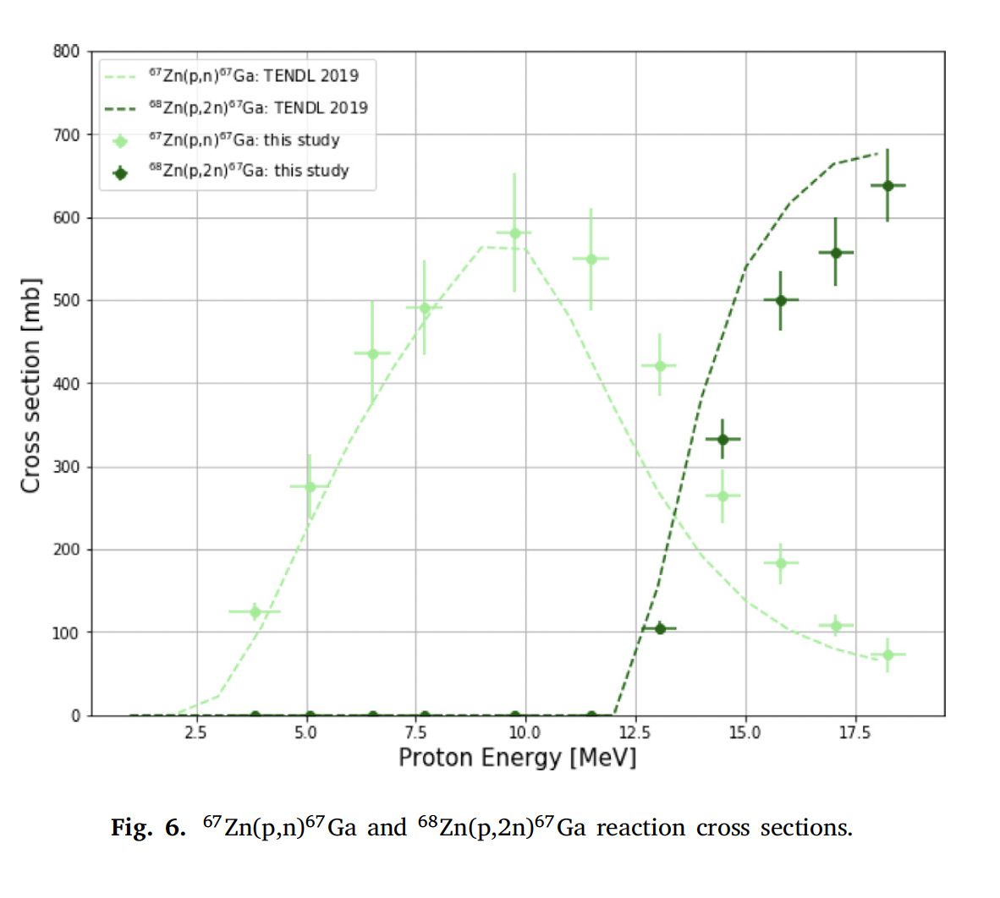 800
700
600
500
400
300
200
100
0
Cross section [mb]
⁶⁷Zn(p,n)⁶⁷Ga: TENDL 2019
⁶⁸Zn(p,2n)⁶⁷Ga: TENDL 2019
⁶⁷Zn(p,n)⁶⁷Ga: this study
⁶⁸Zn(p,2n)⁶⁷Ga: this study
2.5 5.0 7.5 10.0 12.5 15.0 17.5
Proton Energy [MeV]
Fig. 6. ⁶⁷Zn(p,n)⁶⁷Ga and ⁶⁸Zn(p,2n)⁶⁷Ga reaction cross sections.